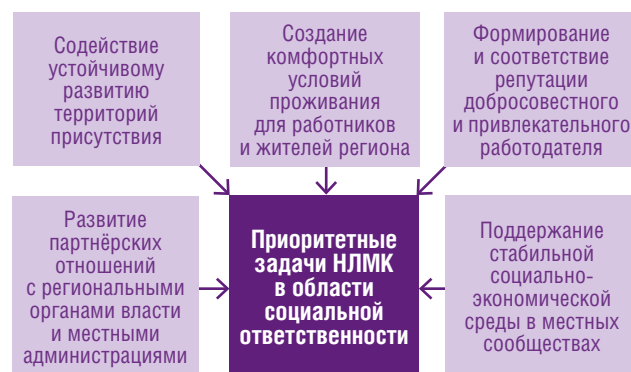 Содействие
устойчивому
развитию
территорий
присутствия
Создание
комфортных
условий
проживания
для работников
и жителей региона
Формирование
и соответствие
репутации
добросовестного
и привлекательного
работодателя
Развитие
партнёрских
отношений
с региональными
органами власти
и местными
администрациями
Приоритетные
задачи НЛМК
в области
социальной
ответственности
Поддержание
стабильной
социально-
экономической
среды в местных
сообществах